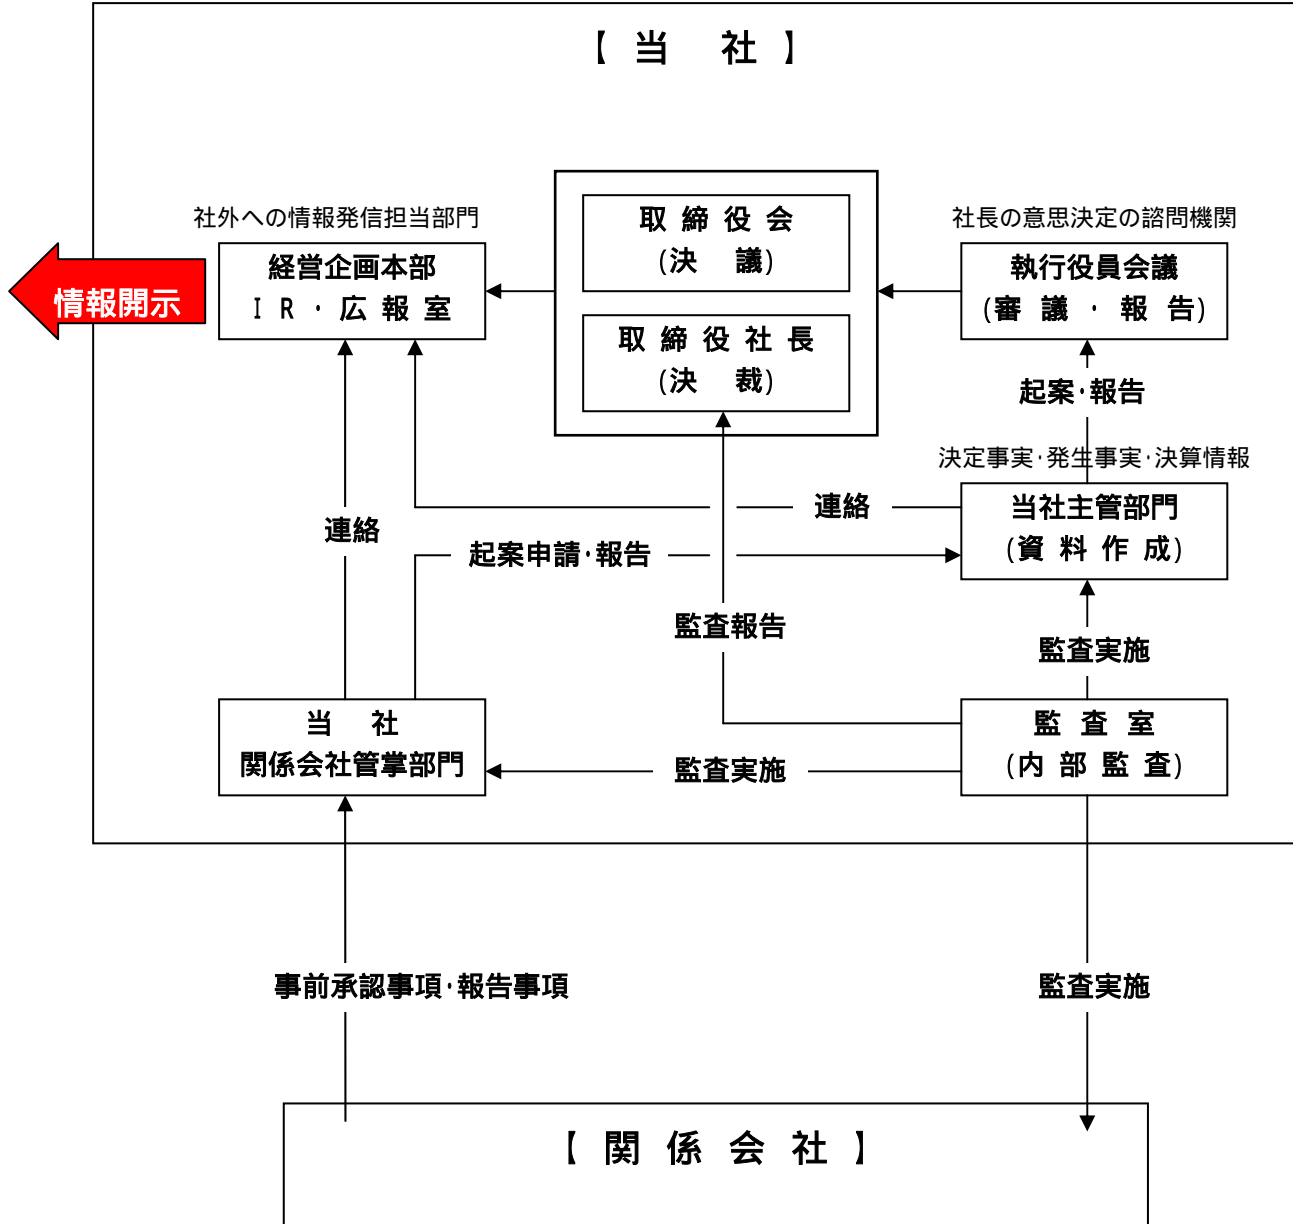 【 当 社 】
社外への情報発信担当部門
経営企画本部
ＩＲ・広報室
情報開示
取締役会
(決 議)
取締役社長
(決 裁)
社長の意思決定の諮問機関
執行役員会議
(審議・報告)
起案・報告
決定事実・発生事実・決算情報
当社主管部門
(資料作成)
連絡
連絡
起案申請・報告
監査報告
監査実施
当 社
関係会社管掌部門
監査実施
監査室
(内部監査)
事前承認事項・報告事項
監査実施
【 関 係 会 社 】